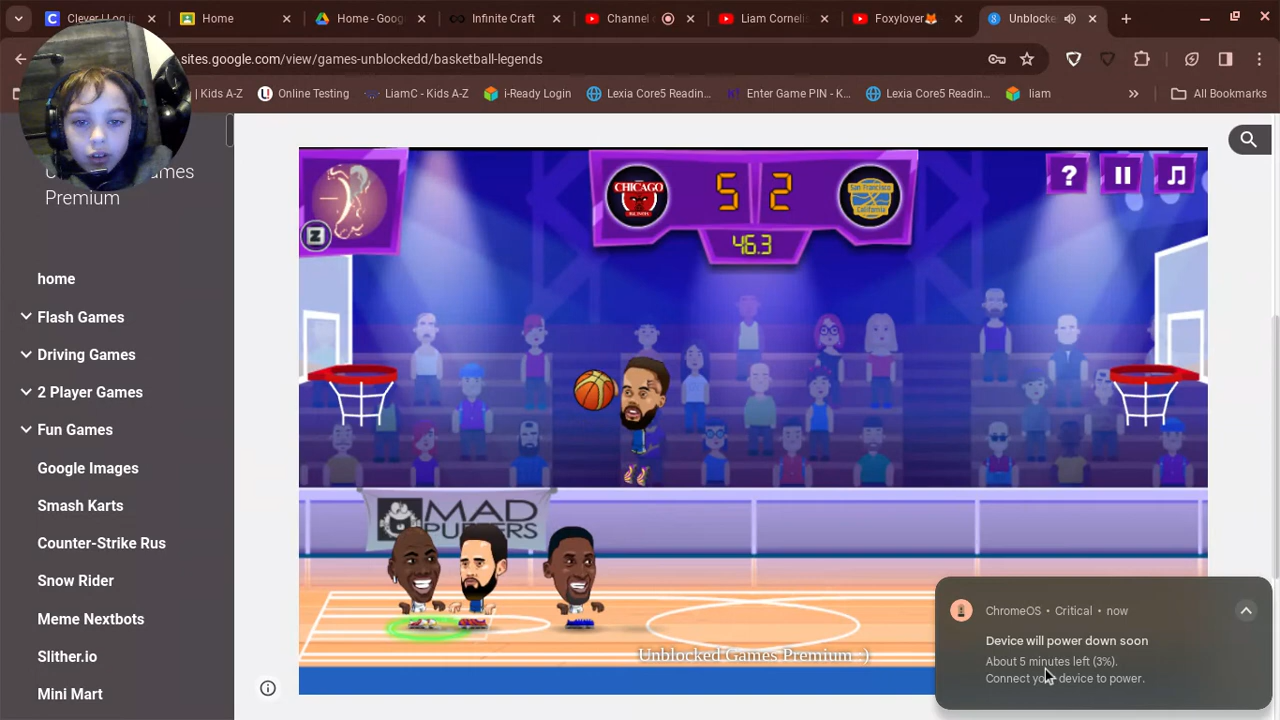 Clever | Log i
Home
Home - Goog
Infinite Craft
Channel
Liam Corneli
Foxylover🦊
Unblocke
sites.google.com/view/games-unblockedd/basketball-legends
Kids A-Z
Online Testing
LiamC - Kids A-Z
i-Ready Login
Lexia Core5 Readin...
Enter Game PIN - K...
Lexia Core5 Readin...
liam
All Bookmarks
Premium
home
Flash Games
Driving Games
2 Player Games
Fun Games
Google Images
Smash Karts
Counter-Strike Rus
Snow Rider
Meme Nextbots
Slither.io
Mini Mart
Z
CHICAGO
5 2
San Francisco
California
46.3
?
MAD
PUFFERS
Unblocked Games Premium :)
ChromeOS • Critical • now
Device will power down soon
About 5 minutes left (3%).
Connect your device to power.